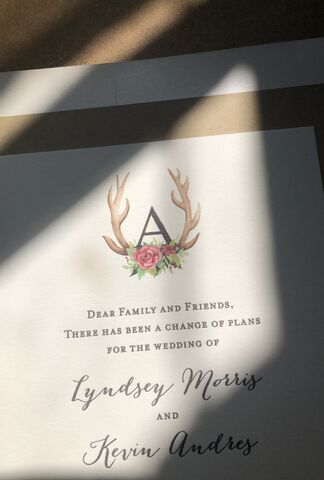 A
Dear Family and Friends,
There has been a change of plans
for the wedding of
Lyndsey Morris
and
Kevin Andres